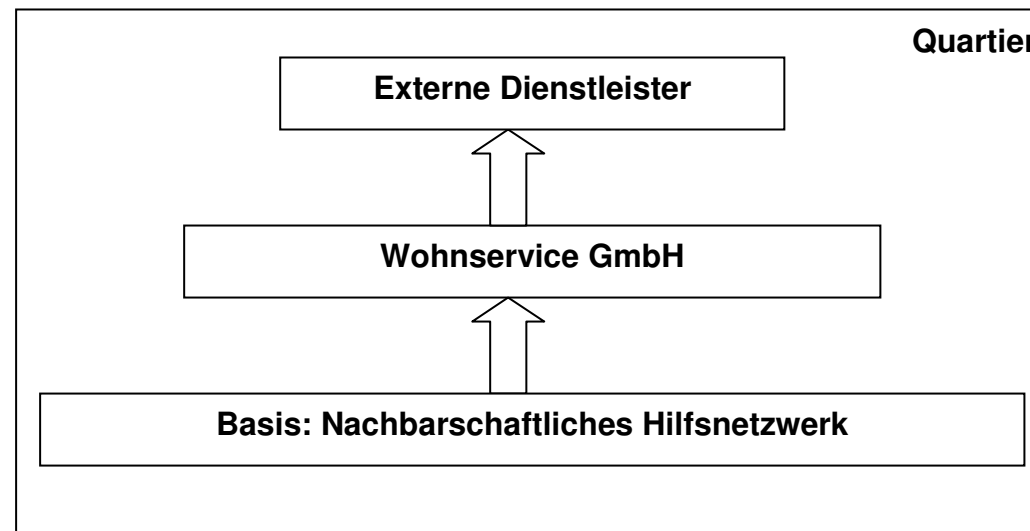 Quartier
Externe Dienstleister
Wohnservice GmbH
Basis: Nachbarschaftliches Hilfsnetzwerk